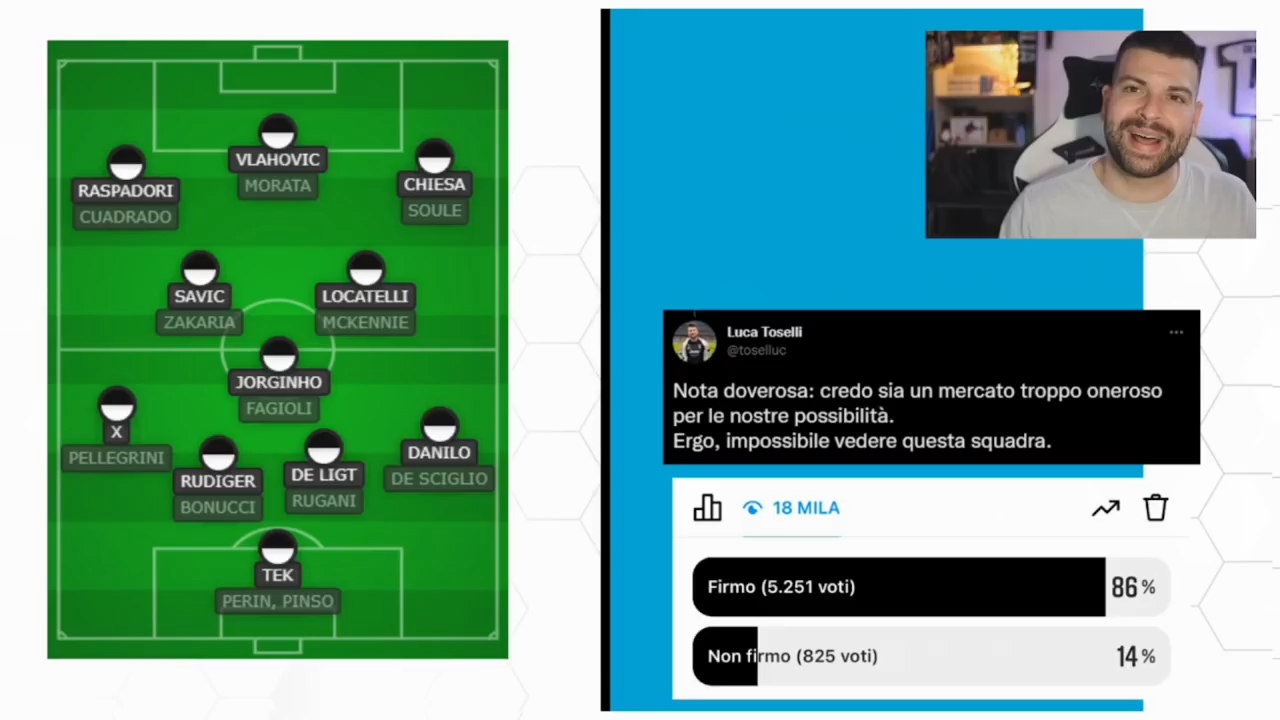 VLAHOVIC
MORATA
RASPADORI
CUADRADO
CHIESA
SOULE
SAVIC
ZAKARIA
LOCATELLI
MCKENNIE
JORGINHO
FAGIOLI
X
PELLEGRINI
RUDIGER
BONUCCI
DE LIGT
RUGANI
DANILO
DE SCIGLIO
TEK
PERIN, PINSO
Luca Toselli
@toselluc
Nota doverosa: credo sia un mercato troppo oneroso
per le nostre possibilità.
Ergo, impossibile vedere questa squadra.
18 MILA
Firmo (5.251 voti) 86%
Non firmo (825 voti) 14%